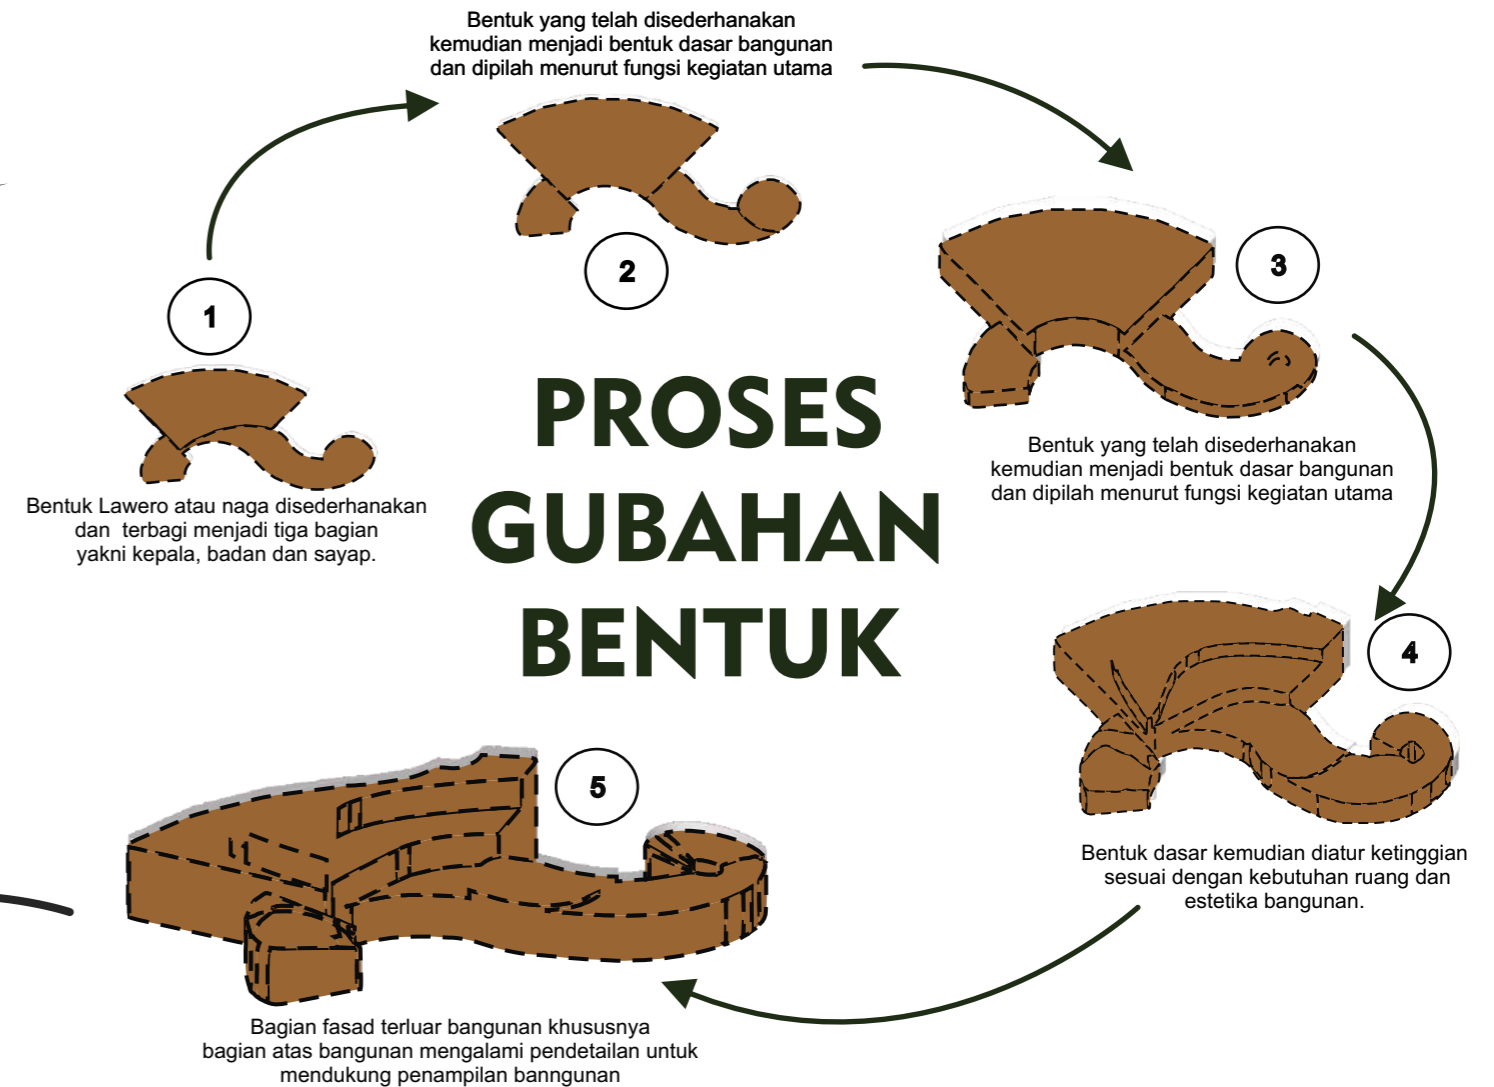 Bentuk yang telah disederhanakan
kemudian menjadi bentuk dasar bangunan
dan dipilah menurut fungsi kegiatan utama
2
1
Bentuk Lawero atau naga disederhanakan
dan terbagi menjadi tiga bagian
yakni kepala, badan dan sayap.
3
Bentuk yang telah disederhanakan
kemudian menjadi bentuk dasar bangunan
dan dipilah menurut fungsi kegiatan utama
PROSES
GUBAHAN
BENTUK
4
Bentuk dasar kemudian diatur ketinggian
sesuai dengan kebutuhan ruang dan
estetika bangunan.
5
Bagian fasad terluar bangunan khususnya
bagian atas bangunan mengalami pendetailan untuk
mendukung penampilan banngunan